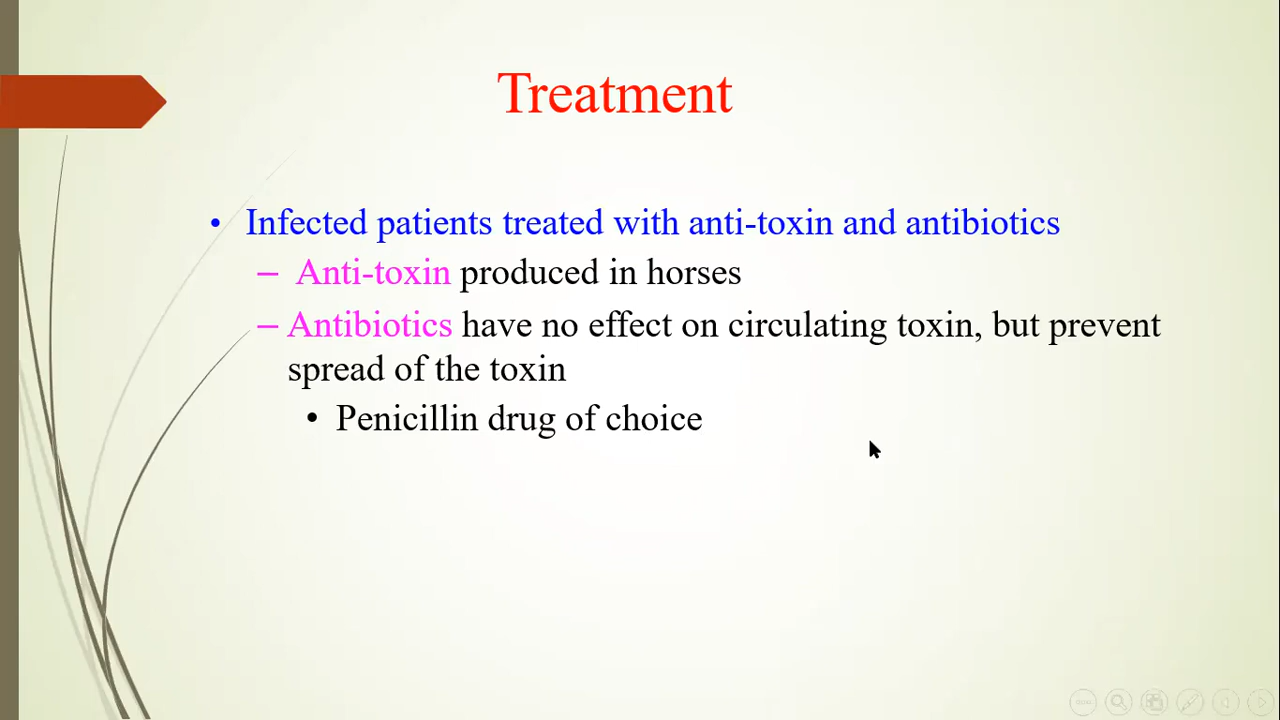 Treatment
• Infected patients treated with anti-toxin and antibiotics
– Anti-toxin produced in horses
– Antibiotics have no effect on circulating toxin, but prevent
spread of the toxin
• Penicillin drug of choice